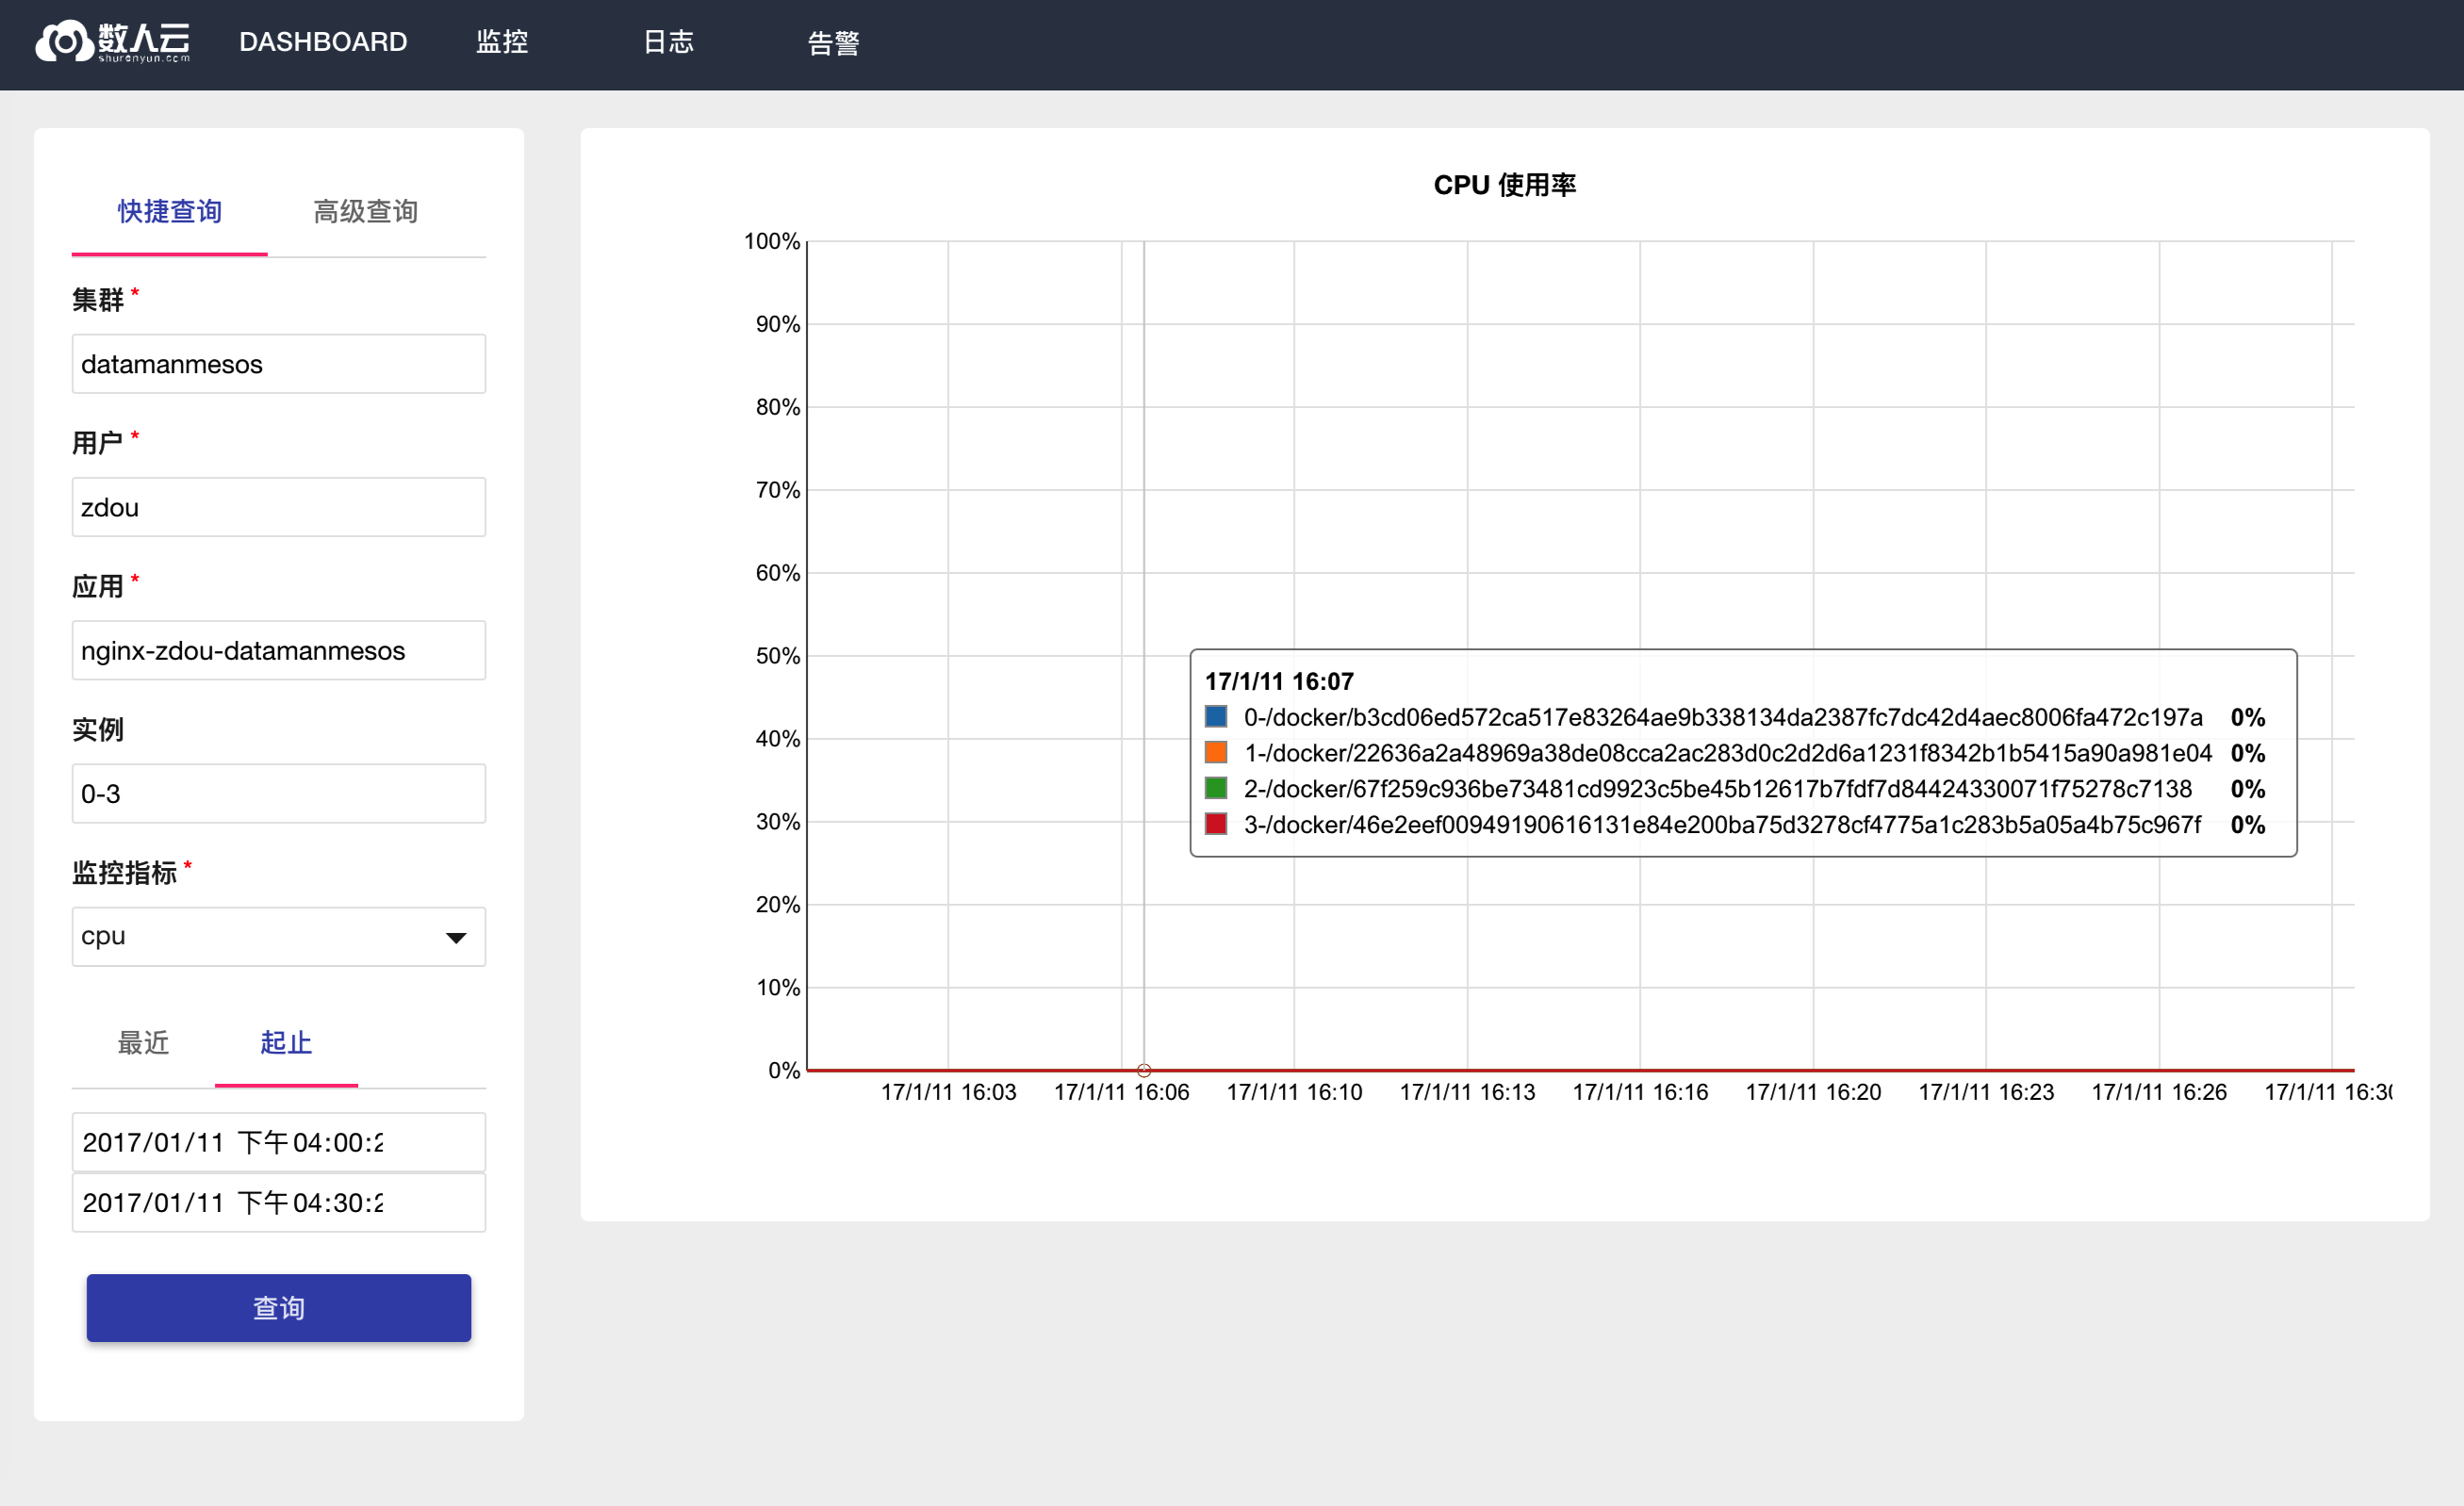 数人云
shurenyun.com
DASHBOARD 监控 日志 告警
快捷查询 高级查询
集群 *
datamanmesos
用户 *
zdou
应用 *
nginx-zdou-datamanmesos
实例
0-3
监控指标 *
cpu
最近 起止
2017/01/11 下午04:00:2
2017/01/11 下午04:30:2
查询
CPU 使用率
100%
90%
80%
70%
60%
50%
40%
30%
20%
10%
0%
17/1/11 16:07
0-/docker/b3cd06ed572ca517e83264ae9b338134da2387fc7dc42d4aec8006fa472c197a 0%
1-/docker/22636a2a48969a38de08cca2ac283d0c2d2d6a1231f8342b1b5415a90a981e04 0%
2-/docker/67f259c936be73481cd9923c5be45b12617b7fdf7d84424330071f75278c7138 0%
3-/docker/46e2eef00949190616131e84e200ba75d3278cf4775a1c283b5a05a4b75c967f 0%
17/1/11 16:03 17/1/11 16:06 17/1/11 16:10 17/1/11 16:13 17/1/11 16:16 17/1/11 16:20 17/1/11 16:23 17/1/11 16:26 17/1/11 16:30